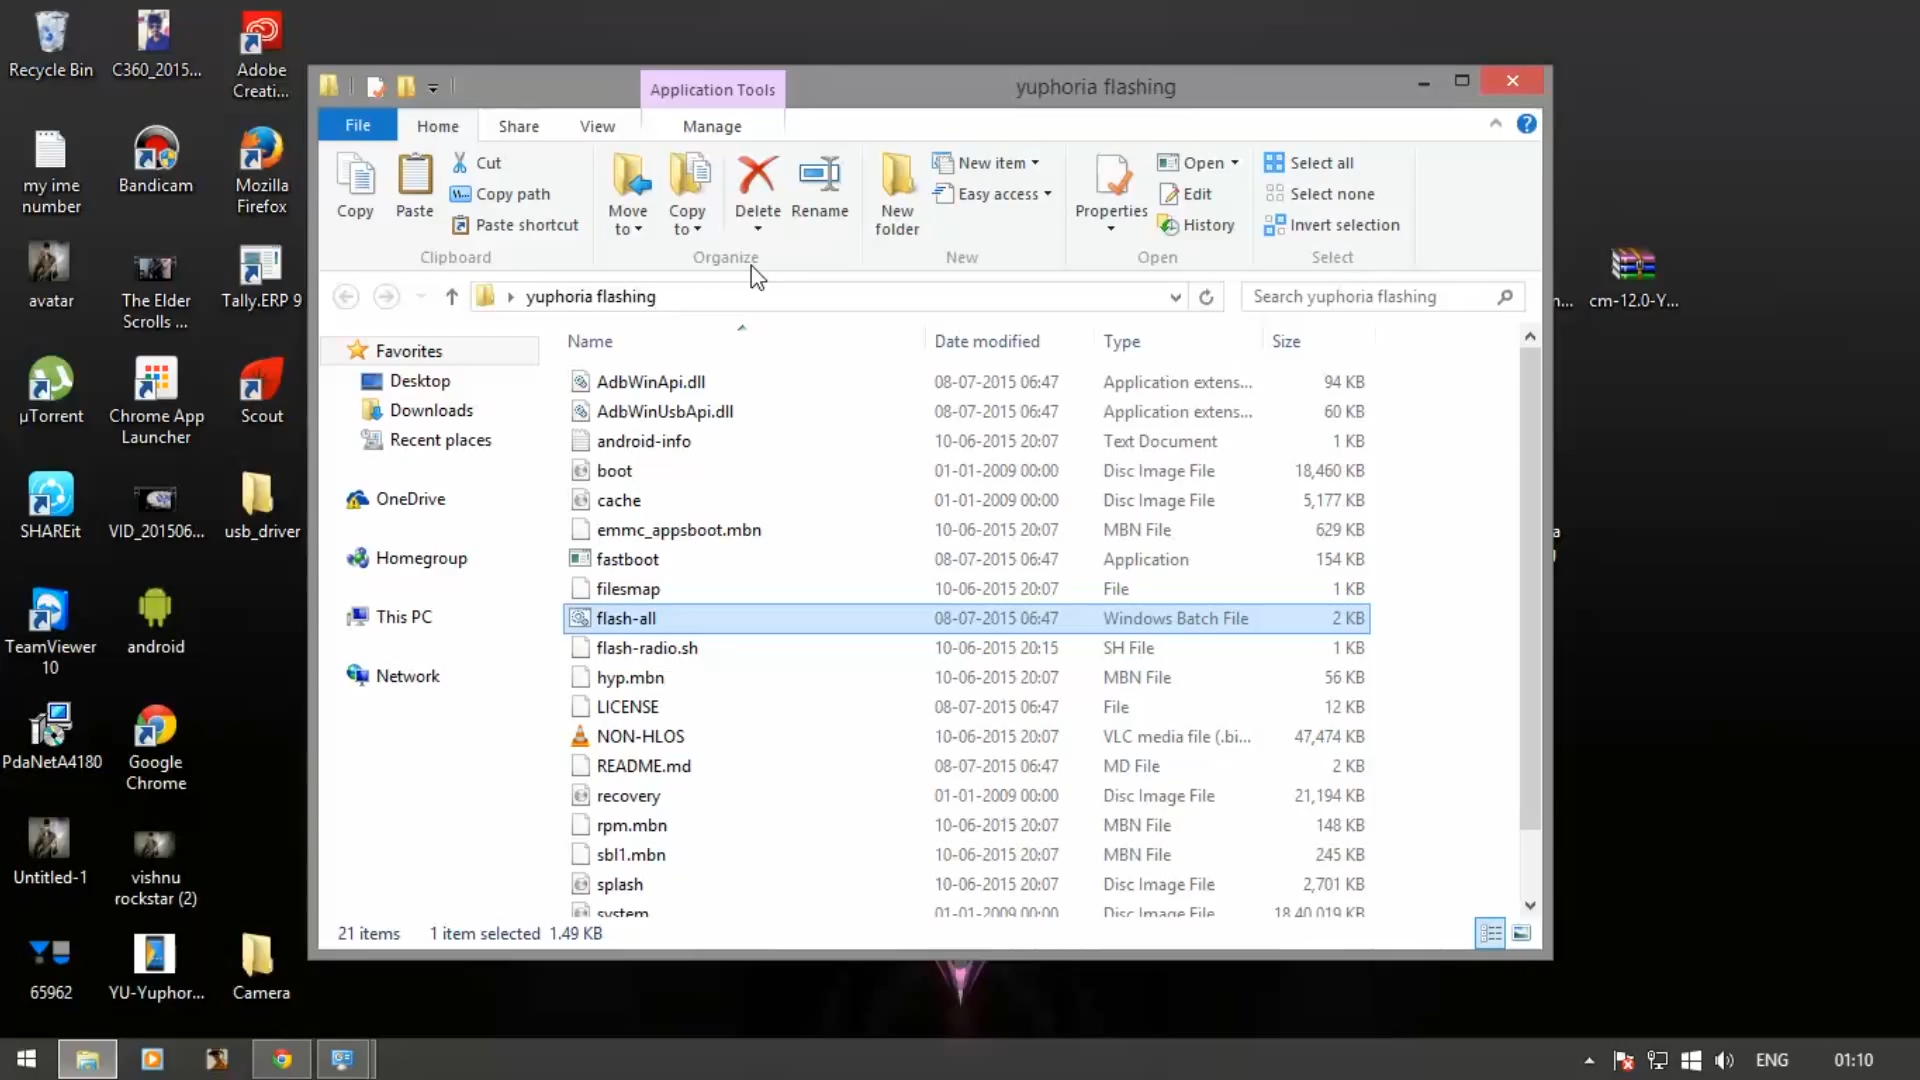 Recycle Bin
C360_2015...
Adobe
Creati...
my ime
number
Bandicam
Mozilla
Firefox
avatar
The Elder
Scrolls ...
Tally.ERP 9
µTorrent
Chrome App
Launcher
Scout
SHAREit
VID_201506...
usb_driver
TeamViewer
10
android
PdaNetA4180
Google
Chrome
Untitled-1
vishnu
rockstar (2)
65962
YU-Yuphor...
Camera
cm-12.0-Y...
Application Tools
yuphoria flashing
File
Home
Share
View
Manage
Copy
Paste
Cut
Copy path
Paste shortcut
Clipboard
Move
to
Copy
to
Delete
Rename
Organize
New
folder
New item
Easy access
New
Properties
Open
Edit
History
Open
Select all
Select none
Invert selection
Select
yuphoria flashing
Search yuphoria flashing
Favorites
Desktop
Downloads
Recent places
OneDrive
Homegroup
This PC
Network
Name Date modified Type Size
AdbWinApi.dll 08-07-2015 06:47 Application extens... 94 KB
AdbWinUsbApi.dll 08-07-2015 06:47 Application extens... 60 KB
android-info 10-06-2015 20:07 Text Document 1 KB
boot 01-01-2009 00:00 Disc Image File 18,460 KB
cache 01-01-2009 00:00 Disc Image File 5,177 KB
emmc_appsboot.mbn 10-06-2015 20:07 MBN File 629 KB
fastboot 08-07-2015 06:47 Application 154 KB
filesmap 10-06-2015 20:07 File 1 KB
flash-all 08-07-2015 06:47 Windows Batch File 2 KB
flash-radio.sh 10-06-2015 20:15 SH File 1 KB
hyp.mbn 10-06-2015 20:07 MBN File 56 KB
LICENSE 08-07-2015 06:47 File 12 KB
NON-HLOS 10-06-2015 20:07 VLC media file (.bi... 47,474 KB
README.md 08-07-2015 06:47 MD File 2 KB
recovery 01-01-2009 00:00 Disc Image File 21,194 KB
rpm.mbn 10-06-2015 20:07 MBN File 148 KB
sbl1.mbn 10-06-2015 20:07 MBN File 245 KB
splash 10-06-2015 20:07 Disc Image File 2,701 KB
system 01-01-2009 00:00 Disc Image File 18,40,019 KB
21 items 1 item selected 1.49 KB
ENG
01:10